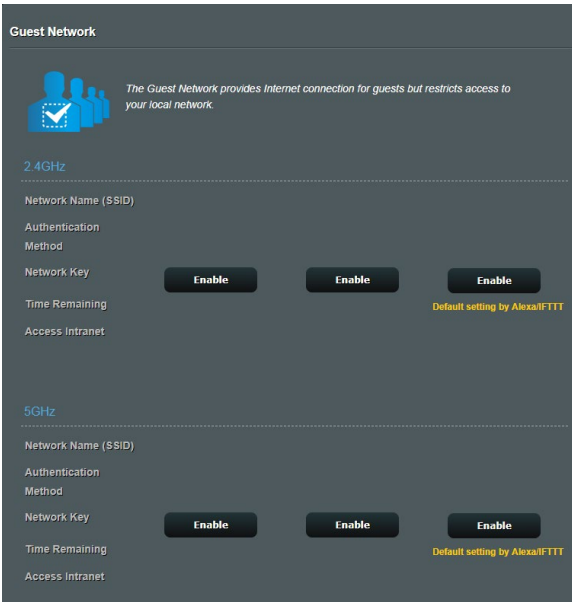 Guest Network
The Guest Network provides Internet connection for guests but restricts access to
your local network.
2.4GHz
Network Name (SSID)
Authentication
Method
Network Key
Enable Enable Enable
Time Remaining
Default setting by Alexa/IFTTT
Access Intranet
5GHz
Network Name (SSID)
Authentication
Method
Network Key
Enable Enable Enable
Time Remaining
Default setting by Alexa/IFTTT
Access Intranet